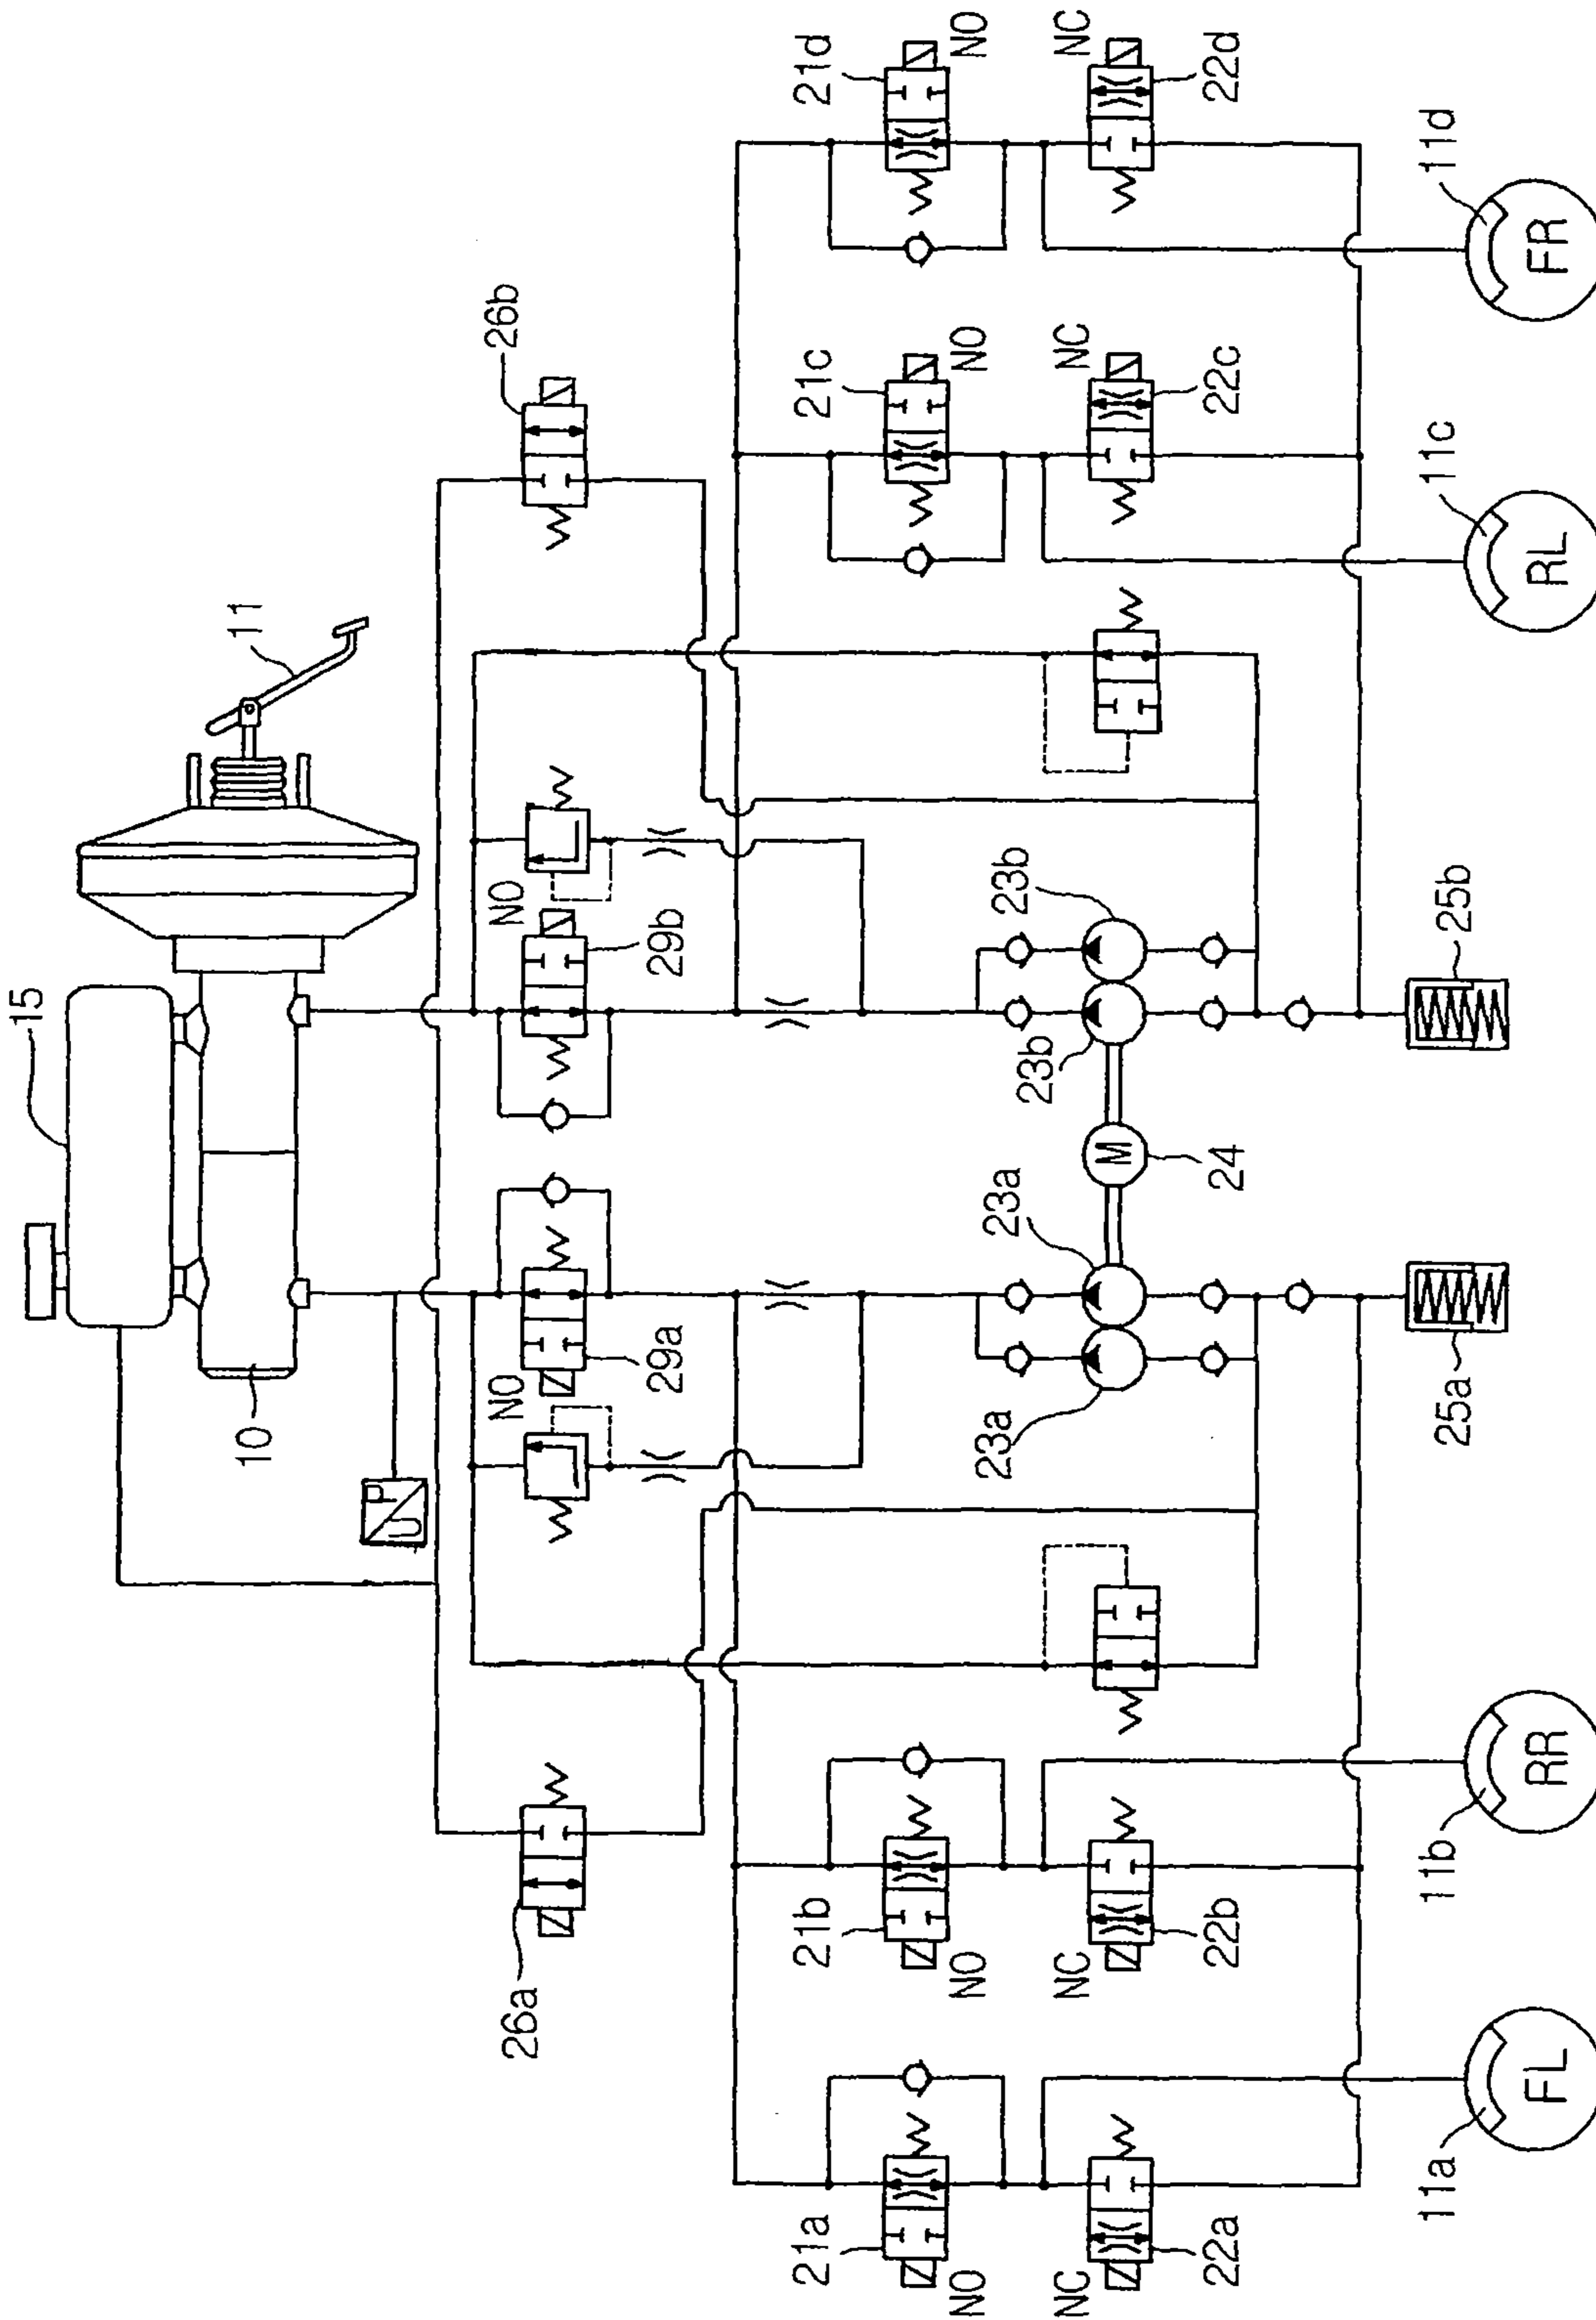 15
11
10
P
U
26a
NO
29a
NO
29b
26b
21a
NO
21b
NO
21c
NO
21d
NO
NC
22a
NC
22b
23a
23a
M
24
23b
23b
NC
22c
NC
22d
25a
25b
11a
FL
11b
RR
11c
RL
11d
FR